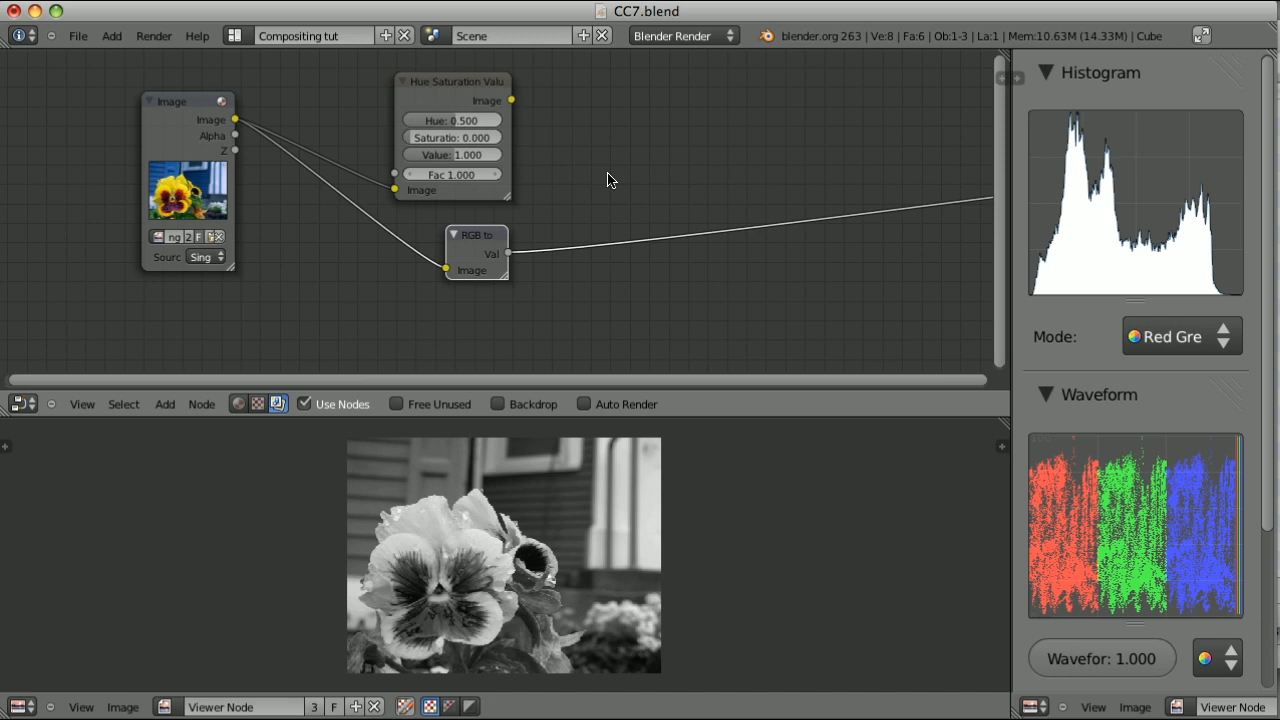 CC7.blend
File Add Render Help Compositing tut Scene Blender Render blender.org 263 | Ve:8 | Fa:6 | Ob:1-3 | La:1 | Mem:10.63M (14.33M) | Cube
Image
Image
Alpha
Z
ng 2 F
Sourc Sing
Hue Saturation Valu
Image
Hue: 0.500
Saturatio: 0.000
Value: 1.000
Fac 1.000
Image
RGB to
Val
Image
View Select Add Node Use Nodes Free Unused Backdrop Auto Render
View Image Viewer Node 3 F
Histogram
Mode: Red Gre
Waveform
100
Wavefor: 1.000
View Image Viewer Node